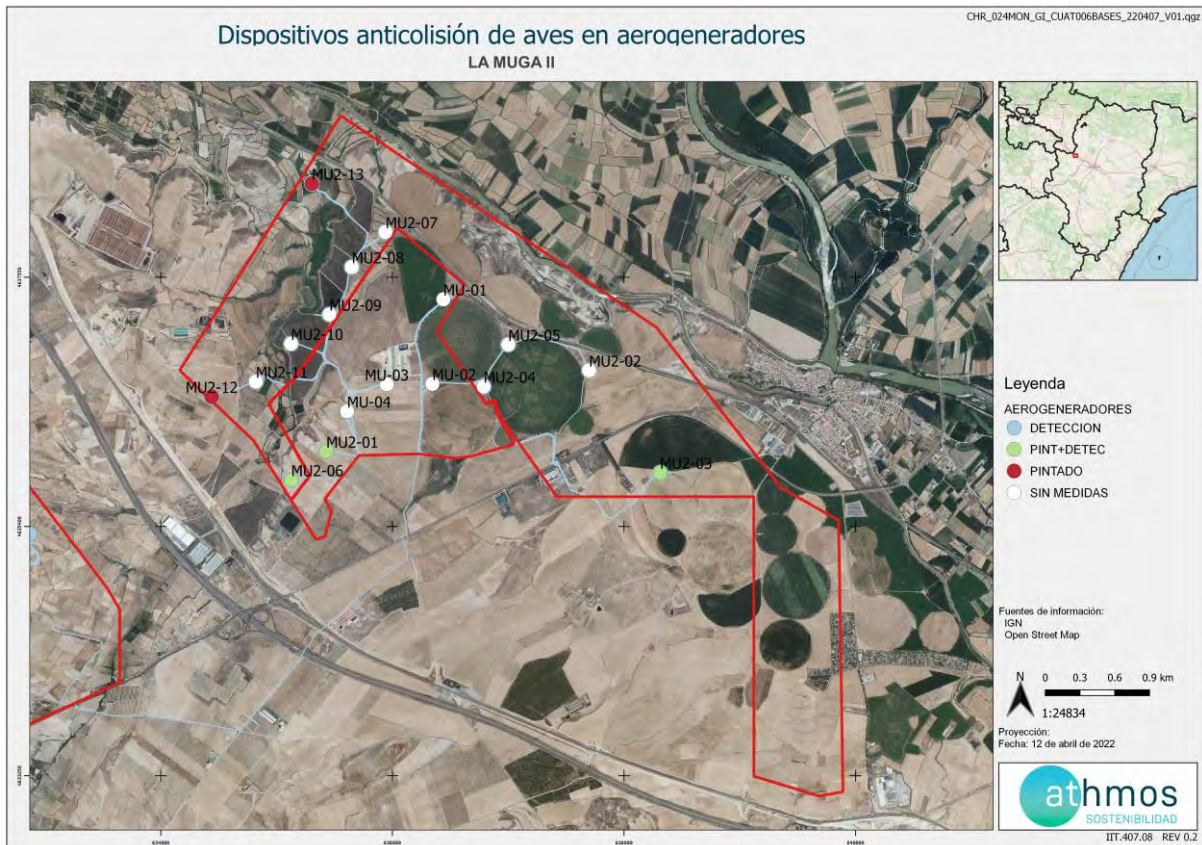 CHR_024MON_GI_CUAT006BASES_220407_V01.qgz
Dispositivos anticolisión de aves en aerogeneradores
LA MUGA II
MU2-13
MU2-07
MU2-08
MU-01
MU2-09
MU2-10
MU2-05
MU2-02
MU2-11
MU2-12
MU-03
MU-02
MU2-04
MU-04
MU2-01
MU2-06
MU2-03
Leyenda
AEROGENERADORES
DETECCION
PINT+DETEC
PINTADO
SIN MEDIDAS
Fuentes de información:
IGN
Open Street Map
N 0 0.3 0.6 0.9 km
1:24834
Proyección:
Fecha: 12 de abril de 2022
athmos
SOSTENIBILIDAD
IIT.407.08 REV 0.2